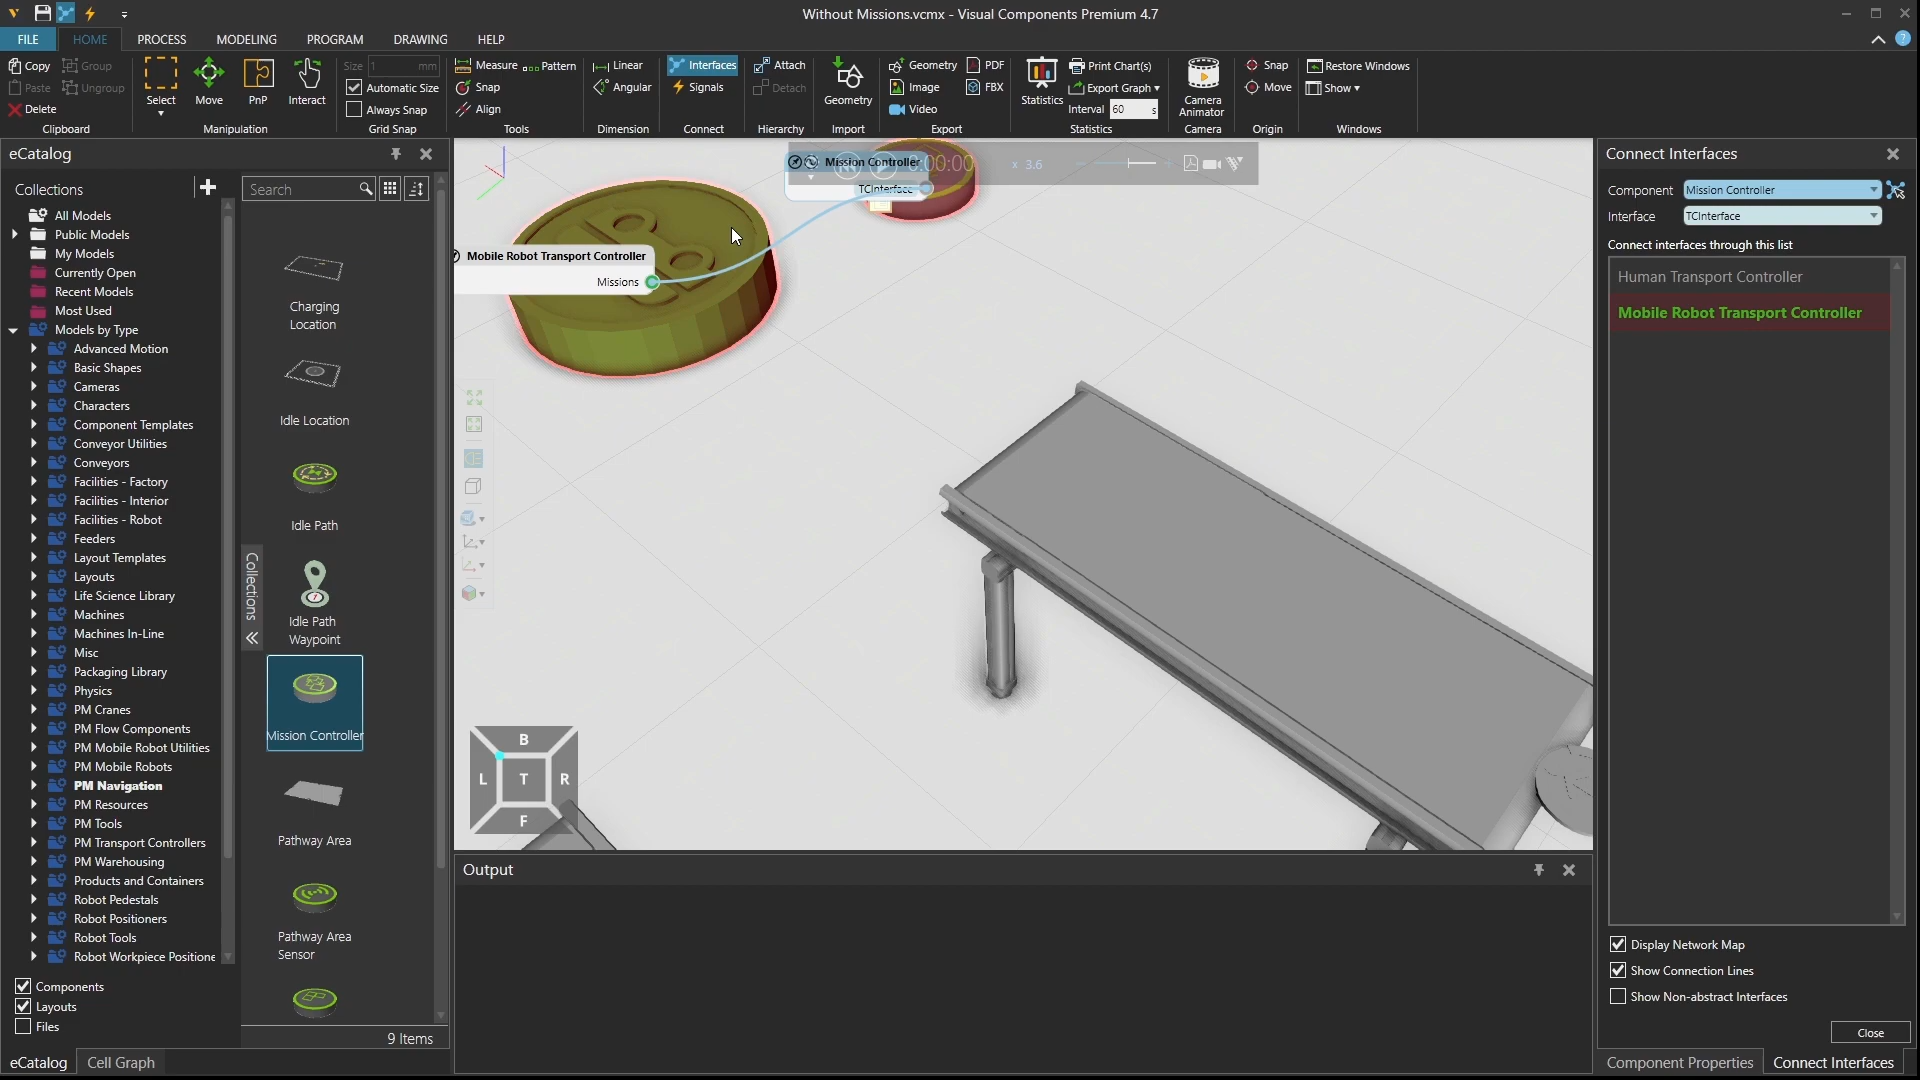 Without Missions.vcmx - Visual Components Premium 4.7
FILE HOME PROCESS MODELING PROGRAM DRAWING HELP
Copy Group
Paste Ungroup
Delete
Clipboard
Select Move PnP Interact
Manipulation
Size 1 mm
Automatic Size
Always Snap
Grid Snap
Measure Pattern
Snap
Align
Tools
Linear
Angular
Dimension
Interfaces
Signals
Connect
Attach
Detach
Hierarchy
Geometry
Import
Geometry PDF
Image FBX
Video
Export
Statistics
Print Chart(s)
Export Graph
Interval 60 s
Statistics
Camera Animator
Camera
Snap
Move
Origin
Restore Windows
Show
Windows
eCatalog
Collections
All Models
Public Models
My Models
Currently Open
Recent Models
Most Used
Models by Type
Advanced Motion
Basic Shapes
Cameras
Characters
Component Templates
Conveyor Utilities
Conveyors
Facilities - Factory
Facilities - Interior
Facilities - Robot
Feeders
Layout Templates
Layouts
Life Science Library
Machines
Machines In-Line
Misc
Packaging Library
Physics
PM Cranes
PM Flow Components
PM Mobile Robot Utilities
PM Mobile Robots
PM Navigation
PM Resources
PM Tools
PM Transport Controllers
PM Warehousing
Products and Containers
Robot Pedestals
Robot Positioners
Robot Tools
Robot Workpiece Positione
Components
Layouts
Files
eCatalog Cell Graph
Collections
Search
Charging
Location
Idle Location
Idle Path
Idle Path
Waypoint
Mission Controller
Pathway Area
Pathway Area
Sensor
9 Items
Mission Controller
TCInterface
0:00:00
x 3.6
Mobile Robot Transport Controller
Missions
B
L T R
F
Output
Connect Interfaces
Component Mission Controller
Interface TCInterface
Connect interfaces through this list
Human Transport Controller
Mobile Robot Transport Controller
Display Network Map
Show Connection Lines
Show Non-abstract Interfaces
Close
Component Properties Connect Interfaces